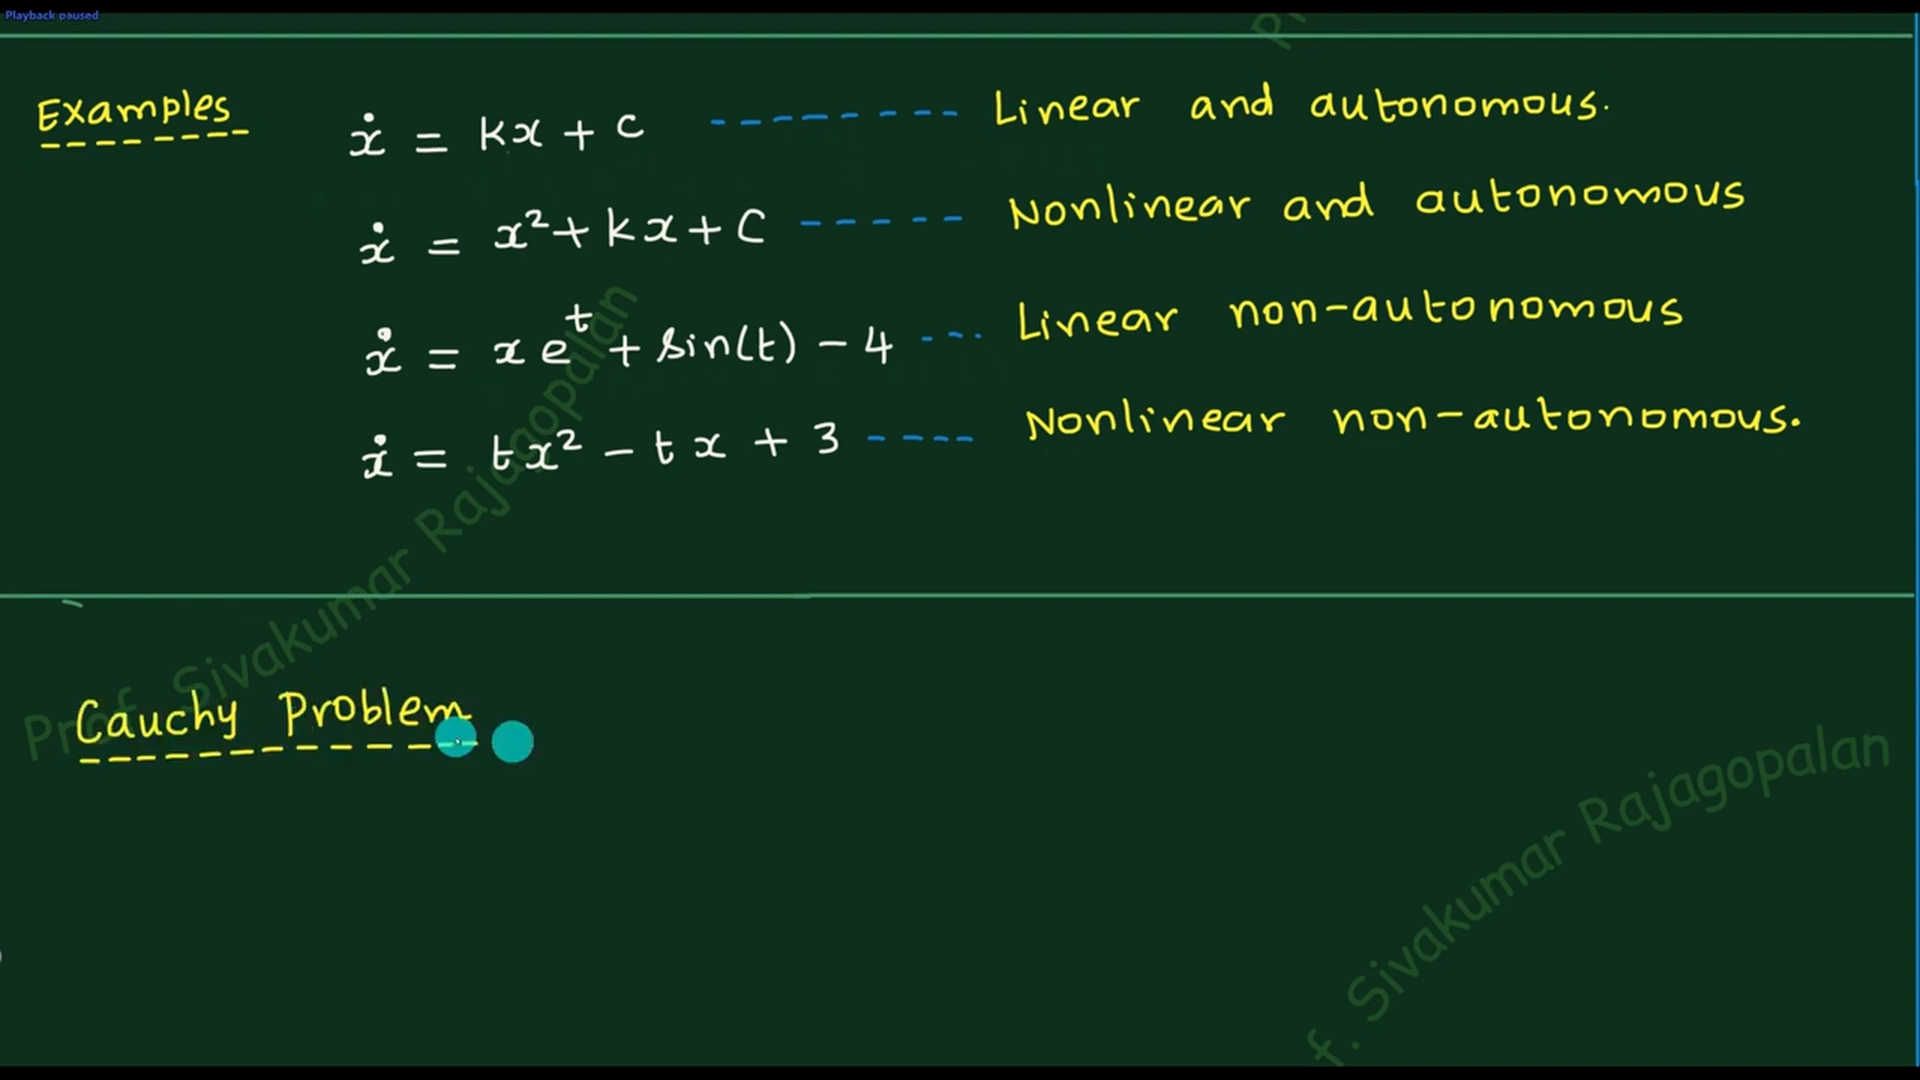 Playback paused
Examples
ẋ = kx + c ------- Linear and autonomous.
ẋ = x² + kx + C ----- Nonlinear and autonomous
ẋ = x eᵗ + sin(t) - 4 --- Linear non-autonomous
ẋ = tx² - tx + 3 ---- Nonlinear non-autonomous.
Prof. Sivakumar Rajagopalan
Cauchy Problem
f. Sivakumar Rajagopalan